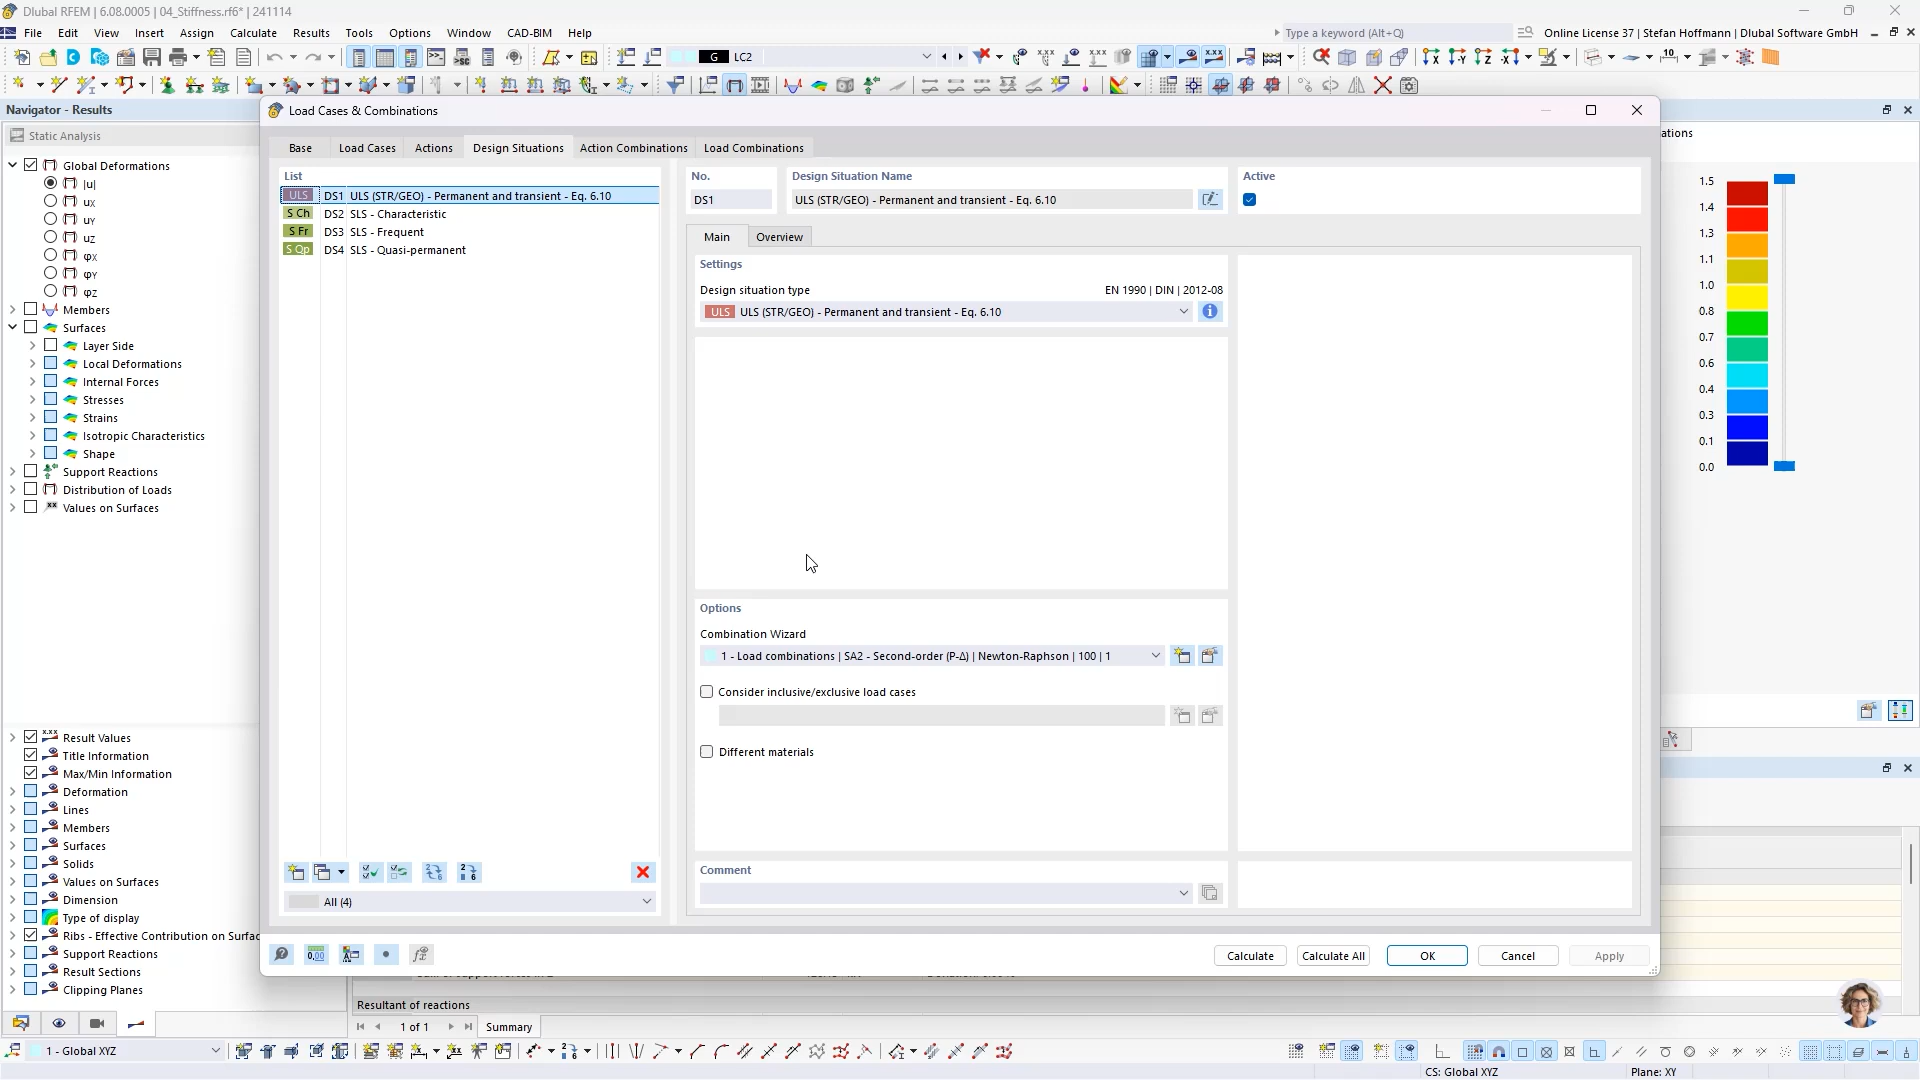 Dlubal RFEM | 6.08.0005 | 04_Stiffness.rf6* | 241114
File Edit View Insert Assign Calculate Results Tools Options Window CAD-BIM Help
Type a keyword (Alt+Q)
Online License 37 | Stefan Hoffmann | Dlubal Software GmbH
G LC2
Navigator - Results
Static Analysis
Global Deformations
|u|
uX
uY
uZ
φX
φY
φZ
Members
Surfaces
Layer Side
Local Deformations
Internal Forces
Stresses
Strains
Isotropic Characteristics
Shape
Support Reactions
Distribution of Loads
Values on Surfaces
Result Values
Title Information
Max/Min Information
Deformation
Lines
Members
Surfaces
Solids
Values on Surfaces
Dimension
Type of display
Ribs - Effective Contribution on Surfac
Support Reactions
Result Sections
Clipping Planes
1 - Global XYZ
Load Cases & Combinations
Base Load Cases Actions Design Situations Action Combinations Load Combinations
List
ULS DS1 ULS (STR/GEO) - Permanent and transient - Eq. 6.10
S Ch DS2 SLS - Characteristic
S Fr DS3 SLS - Frequent
S Qp DS4 SLS - Quasi-permanent
All (4)
No.
DS1
Design Situation Name
ULS (STR/GEO) - Permanent and transient - Eq. 6.10
Active
Main Overview
Settings
Design situation type EN 1990 | DIN | 2012-08
ULS ULS (STR/GEO) - Permanent and transient - Eq. 6.10
Options
Combination Wizard
1 - Load combinations | SA2 - Second-order (P-Δ) | Newton-Raphson | 100 | 1
Consider inclusive/exclusive load cases
Different materials
Comment
Calculate Calculate All OK Cancel Apply
ations
1.5
1.4
1.3
1.1
1.0
0.8
0.7
0.6
0.4
0.3
0.1
0.0
Resultant of reactions
1 of 1 Summary
CS: Global XYZ Plane: XY